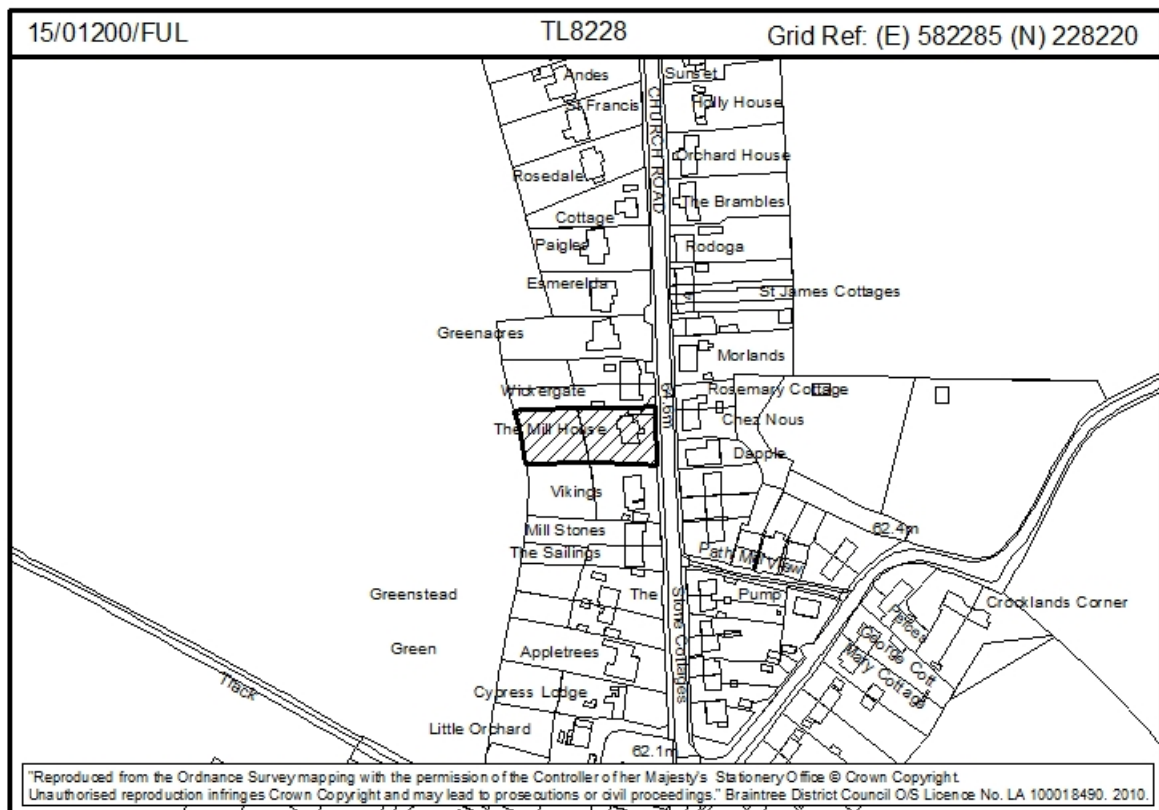 15/01200/FUL
TL8228
Grid Ref: (E) 582285 (N) 228220
Andes
Sunset
St Francis
Holly House
CHURCH ROAD
Orchard House
Rosedale
The Brambles
Cottage
Paigles
Rodoga
Esmerelda
St James Cottages
Greenacres
Morlands
Wickergate
Rosemary Cottage
The Mill House
Chez Nous
Dapple
Vikings
62.4m
Mill Stones
The Sailings
Path
Mill View
Greenstead
The
Pump
Crocklands Corner
Stone Cottages
Green
Appletrees
George Cott
Mary Cottage
Track
Cypress Lodge
Little Orchard
62.1m
"Reproduced from the Ordnance Survey mapping with the permission of the Controller of her Majesty's Stationery Office © Crown Copyright.
Unauthorised reproduction infringes Crown Copyright and may lead to prosecutions or civil proceedings." Braintree District Council O/S Licence No. LA 100018490. 2010.